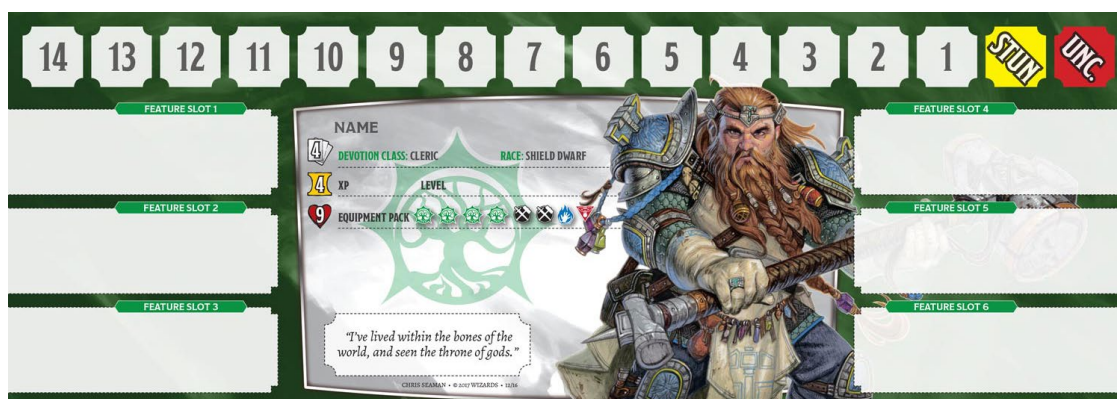 14 13 12 11 10 9 8 7 6 5 4 3 2 1 STUN UNC.
FEATURE SLOT 1
FEATURE SLOT 2
FEATURE SLOT 3
NAME
4 DEVOTION CLASS: CLERIC RACE: SHIELD DWARF
4 XP LEVEL
9 EQUIPMENT PACK
"I've lived within the bones of the
world, and seen the throne of gods."
CHRIS SEAMAN • © 2017 WIZARDS • 12/16
FEATURE SLOT 4
FEATURE SLOT 5
FEATURE SLOT 6